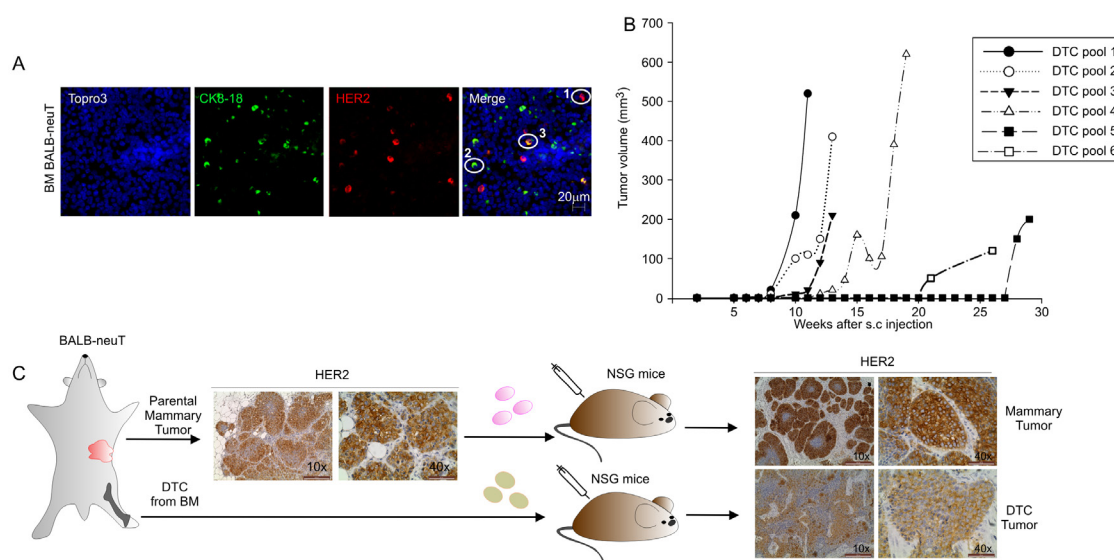 A
BM BALB-neuT
Topro3
CK8-18
HER2
Merge
1
3
2
20μm
B
Tumor volume (mm³)
700
600
500
400
300
200
100
0
5
10
15
20
25
30
Weeks after s.c injection
DTC pool 1
DTC pool 2
DTC pool 3
DTC pool 4
DTC pool 5
DTC pool 6
C
BALB-neuT
Parental
Mammary
Tumor
DTC
from BM
HER2
10x
40x
NSG mice
NSG mice
HER2
10x
40x
Mammary
Tumor
10x
40x
DTC
Tumor